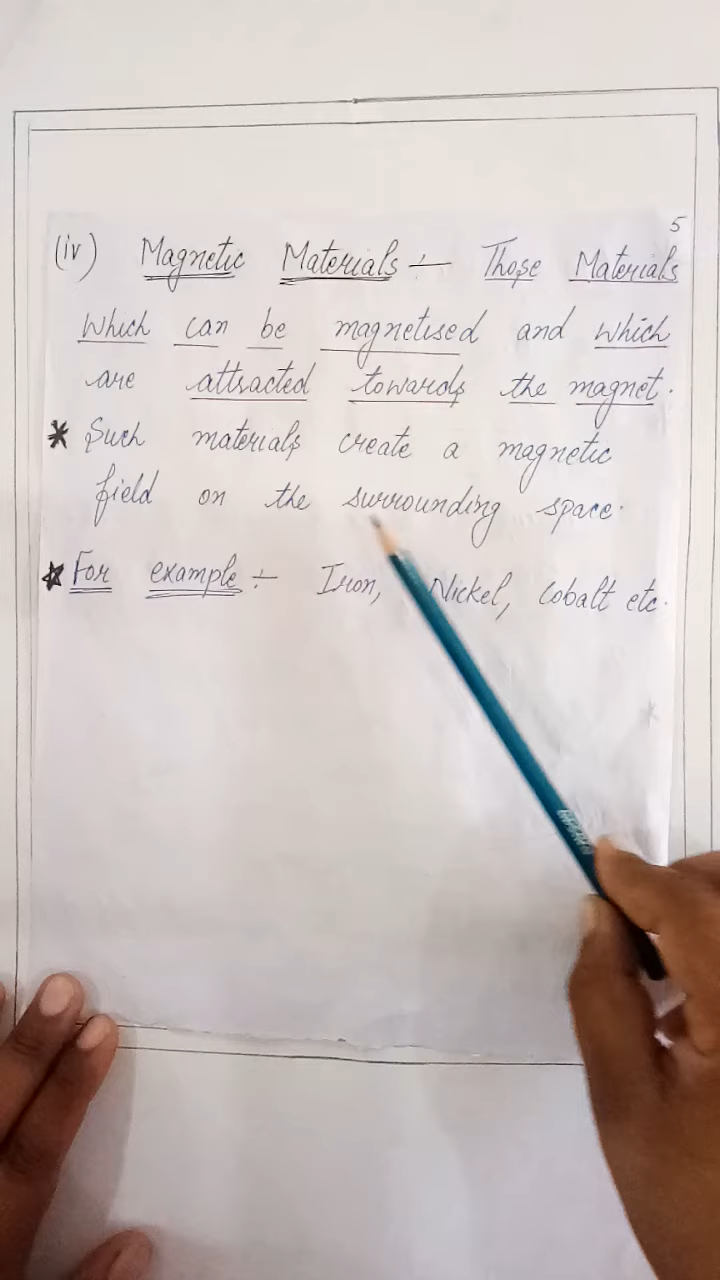 5
(iv) Magnetic Materials ÷ Those Materials
which can be magnetised and which
are attracted towards the magnet.
* Such materials create a magnetic
field on the surrounding space.
* For example ÷ Iron, Nickel, Cobalt etc.